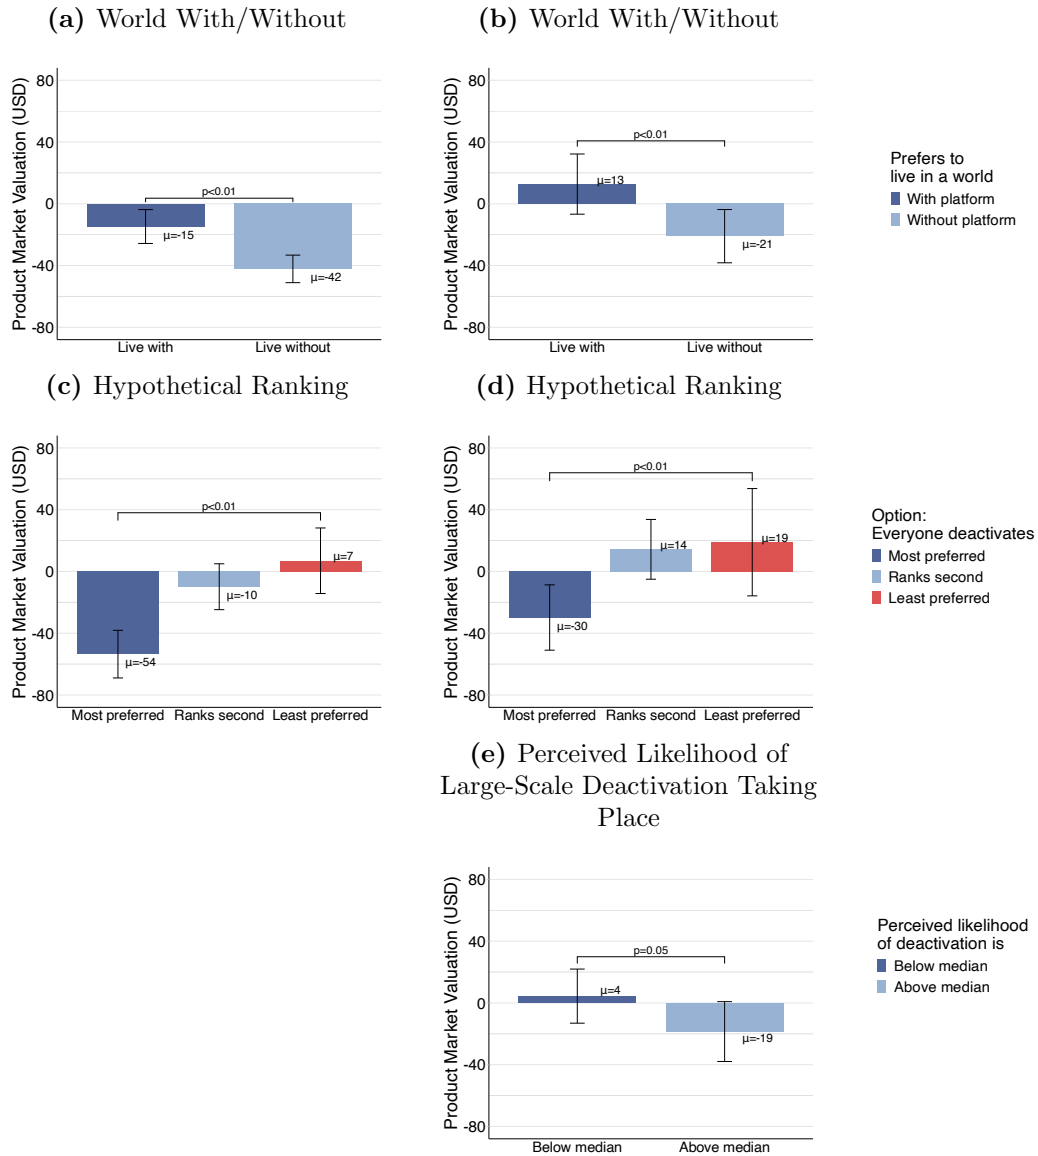 (a) World With/Without
Product Market Valuation (USD)
80
40
0
-40
-80
p<0.01
μ=-15
μ=-42
Live with
Live without
(b) World With/Without
Product Market Valuation (USD)
80
40
0
-40
-80
p<0.01
μ=13
μ=-21
Live with
Live without
Prefers to
live in a world
With platform
Without platform
(c) Hypothetical Ranking
Product Market Valuation (USD)
80
40
0
-40
-80
p<0.01
μ=-54
μ=-10
μ=7
Most preferred
Ranks second
Least preferred
(d) Hypothetical Ranking
Product Market Valuation (USD)
80
40
0
-40
-80
p<0.01
μ=-30
μ=14
μ=19
Most preferred
Ranks second
Least preferred
Option:
Everyone deactivates
Most preferred
Ranks second
Least preferred
(e) Perceived Likelihood of
Large-Scale Deactivation Taking
Place
Product Market Valuation (USD)
80
40
0
-40
-80
p=0.05
μ=4
μ=-19
Below median
Above median
Perceived likelihood
of deactivation is
Below median
Above median